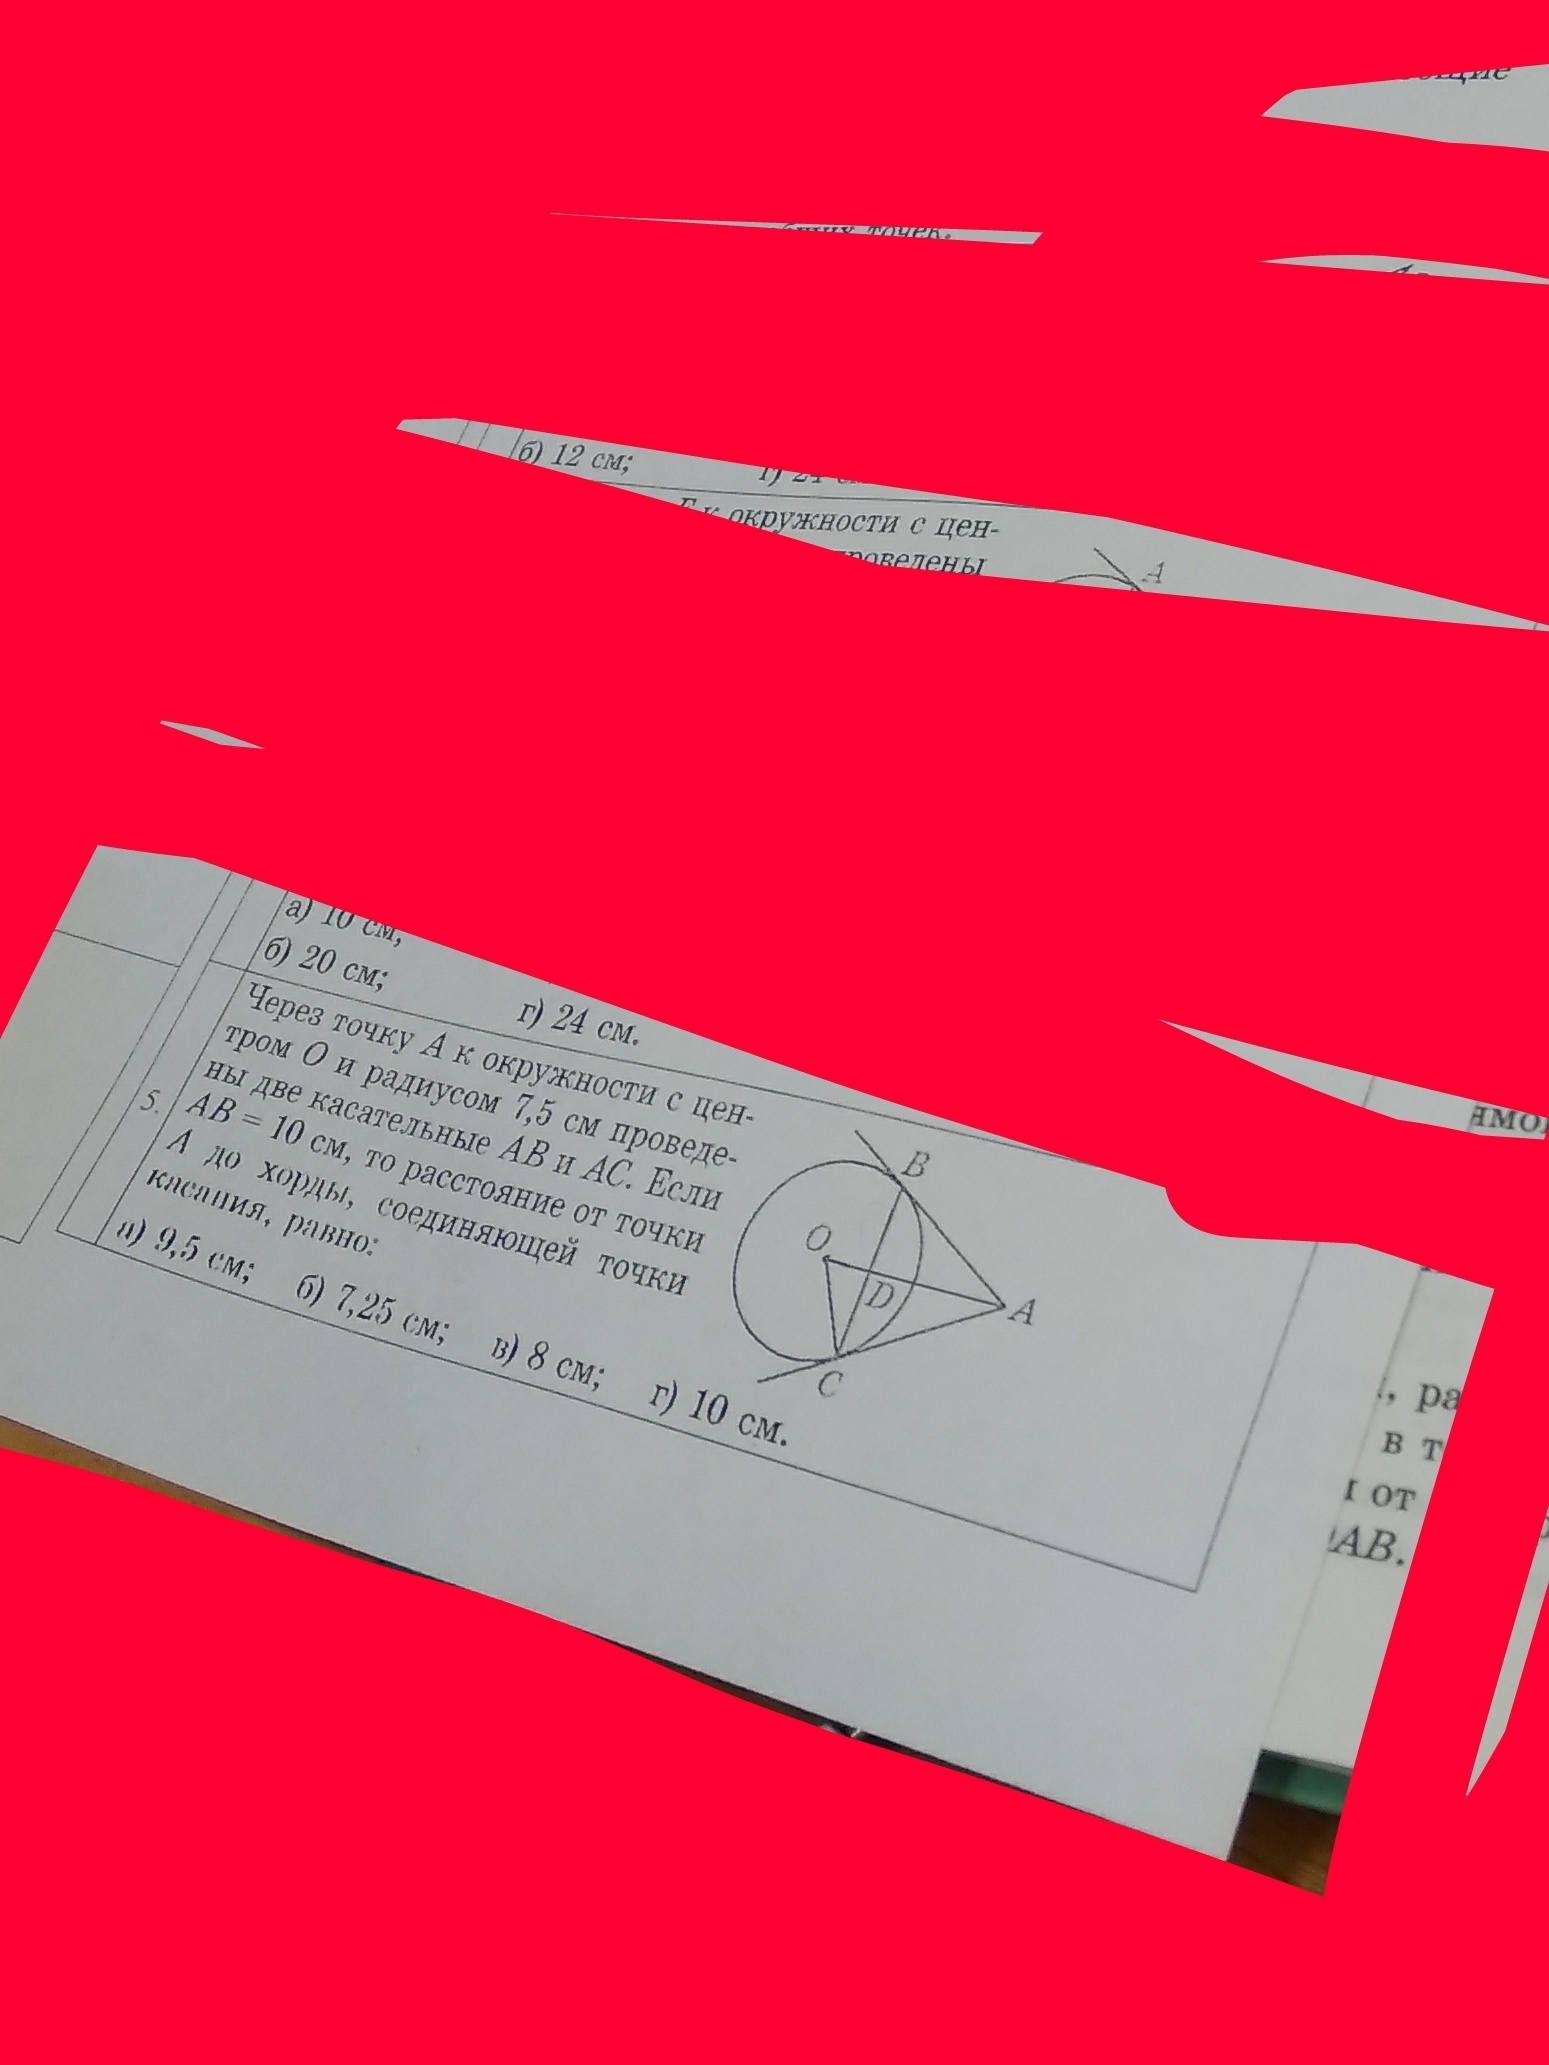 точек.
б) 12 см;
к окружности с цен-
проведены
A
а) 10 см,
б) 20 см;
г) 24 см.
5.
Через точку A к окружности с цен-
тром O и радиусом 7,5 см проведе-
ны две касательные AB и AC. Если
AB = 10 см, то расстояние от точки
A до хорды, соединяющей точки
касания, равно:
а) 9,5 см; б) 7,25 см; в) 8 см; г) 10 см.
B
O
D
A
C
, ра
в т
от
AB.